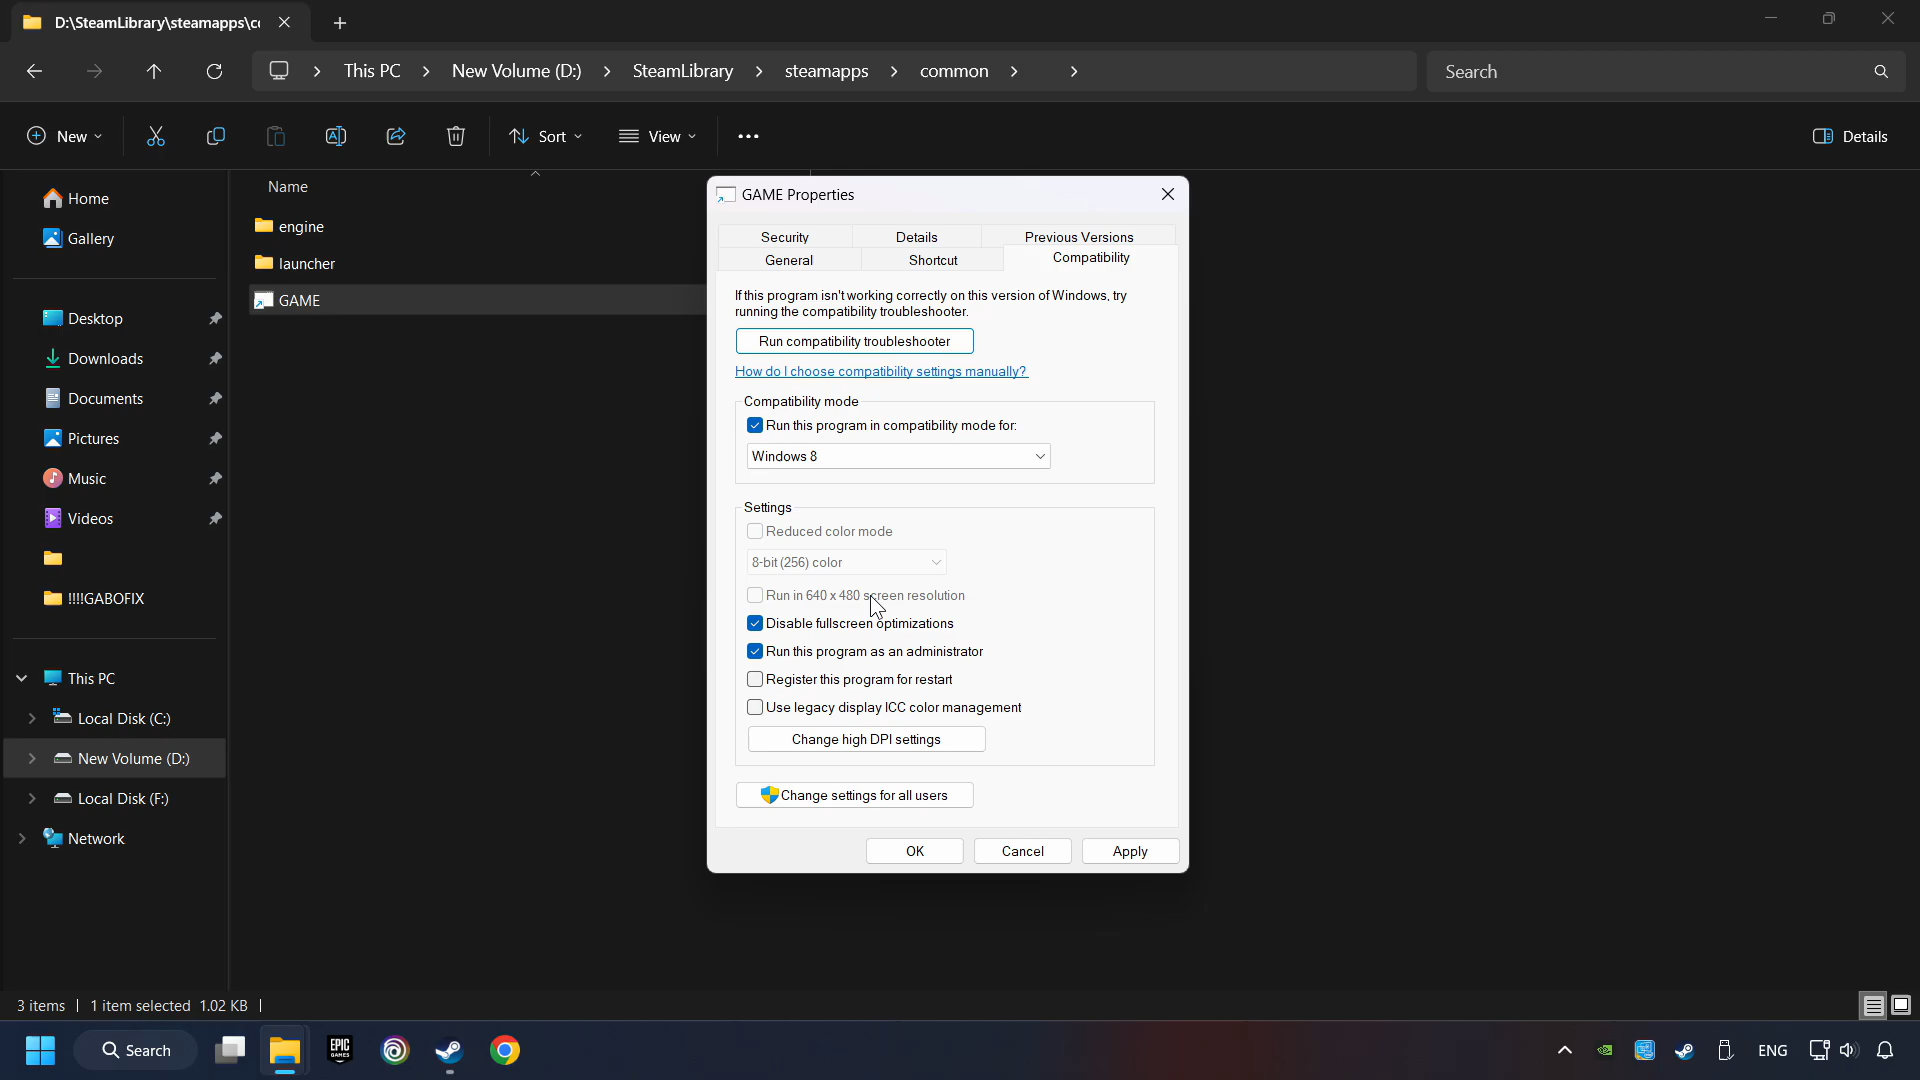 D:\SteamLibrary\steamapps\co
This PC
New Volume (D:)
SteamLibrary
steamapps
common
Search
New
Sort
View
Details
Home
Gallery
Desktop
Downloads
Documents
Pictures
Music
Videos
!!!!GABOFIX
This PC
Local Disk (C:)
New Volume (D:)
Local Disk (F:)
Network
Name
engine
launcher
GAME
GAME Properties
Security
Details
Previous Versions
General
Shortcut
Compatibility
If this program isn't working correctly on this version of Windows, try
running the compatibility troubleshooter.
Run compatibility troubleshooter
How do I choose compatibility settings manually?
Compatibility mode
Run this program in compatibility mode for:
Windows 8
Settings
Reduced color mode
8-bit (256) color
Run in 640 x 480 screen resolution
Disable fullscreen optimizations
Run this program as an administrator
Register this program for restart
Use legacy display ICC color management
Change high DPI settings
Change settings for all users
OK
Cancel
Apply
3 items
1 item selected 1.02 KB
Search
EPIC
GAMES
ENG